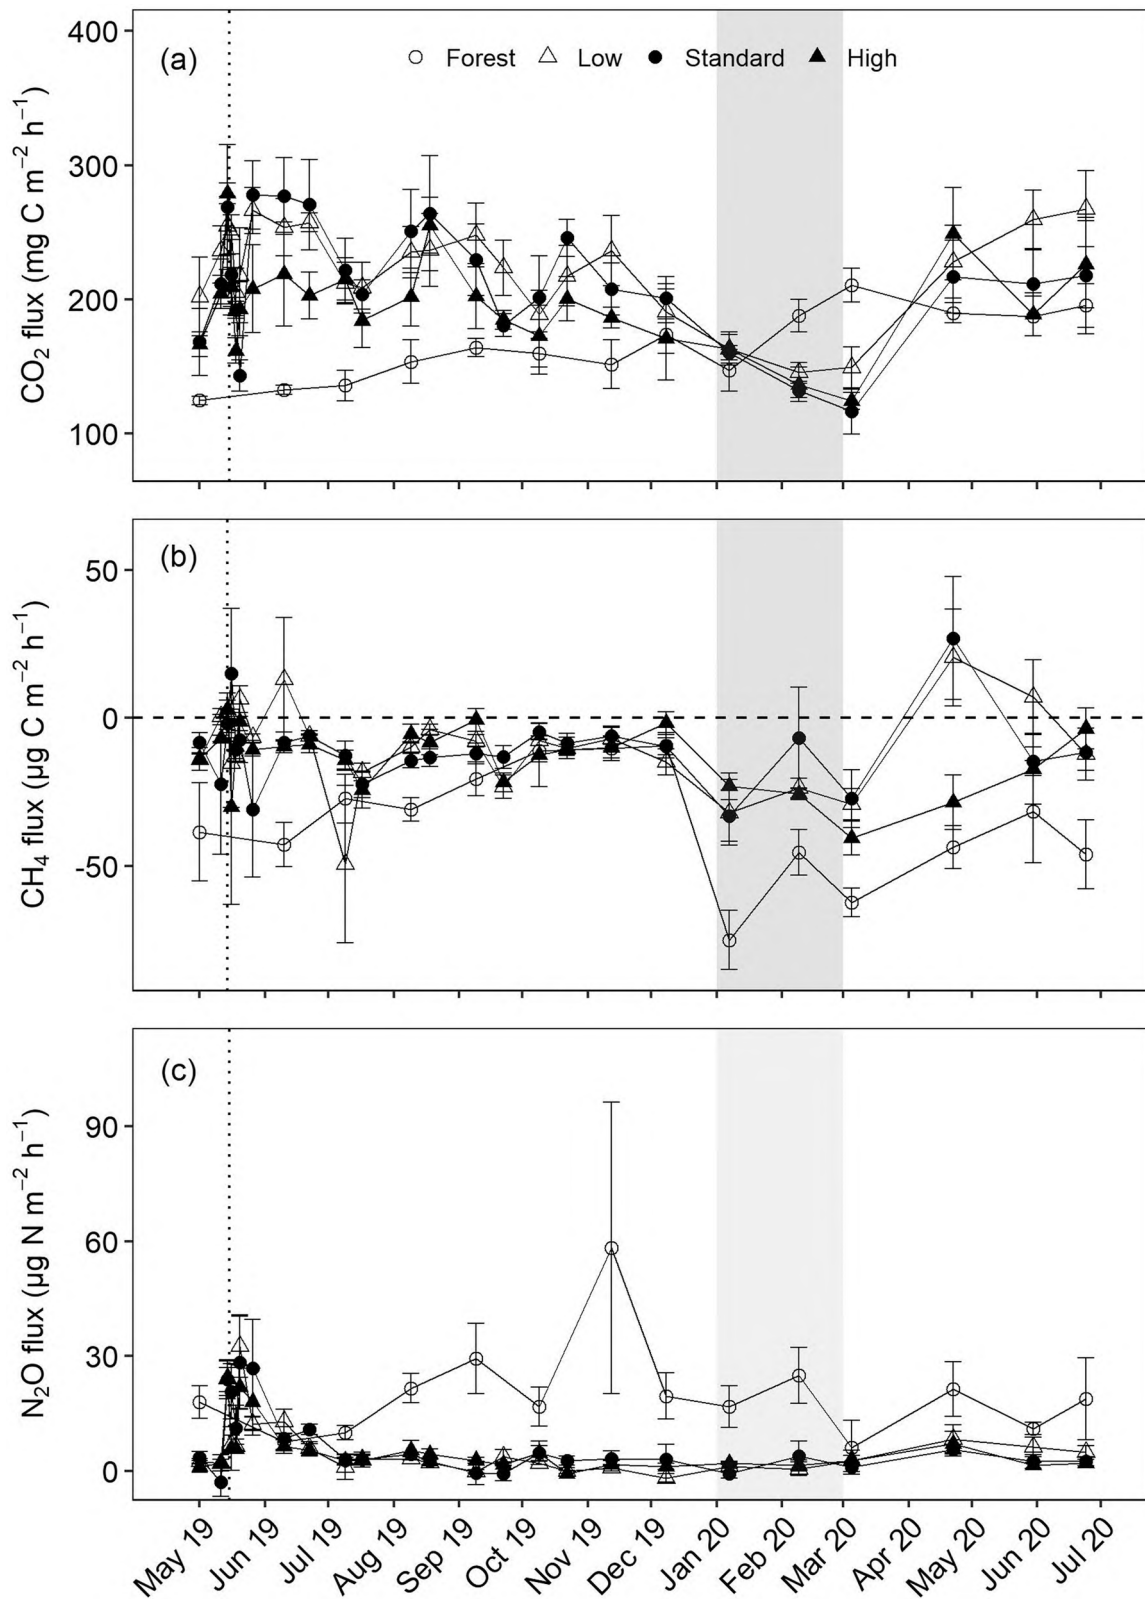 (a)
Forest Low Standard High
400
300
200
100
CO₂ flux (mg C m⁻² h⁻¹)
(b)
50
0
-50
CH₄ flux (µg C m⁻² h⁻¹)
(c)
90
60
30
0
N₂O flux (µg N m⁻² h⁻¹)
May 19 Jun 19 Jul 19 Aug 19 Sep 19 Oct 19 Nov 19 Dec 19 Jan 20 Feb 20 Mar 20 Apr 20 May 20 Jun 20 Jul 20